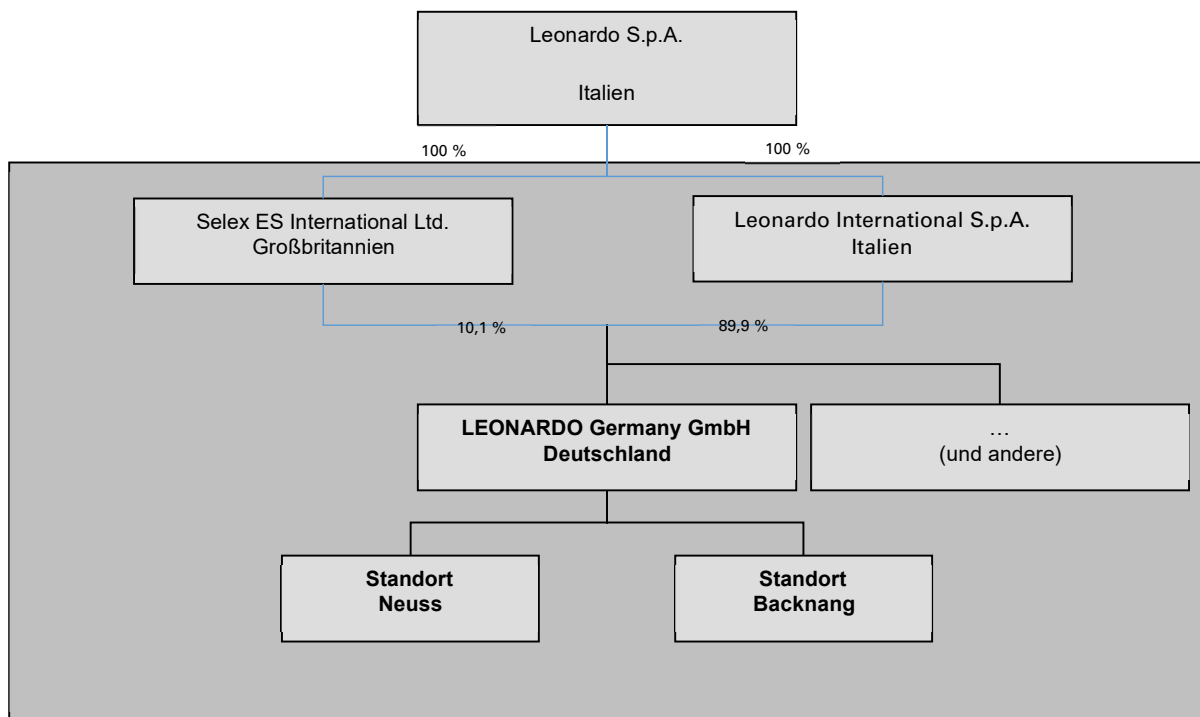 Leonardo S.p.A.
Italien
100 %
100 %
Selex ES International Ltd.
Großbritannien
Leonardo International S.p.A.
Italien
10,1 %
89,9 %
LEONARDO Germany GmbH
Deutschland
…
(und andere)
Standort
Neuss
Standort
Backnang